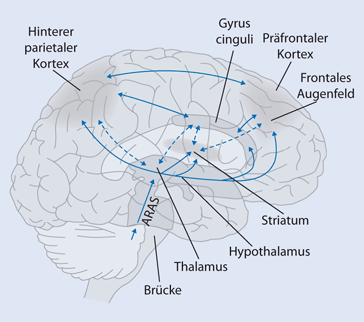 Hinterer
parietaler
Kortex
Gyrus
cinguli
Präfrontaler
Kortex
Frontales
Augenfeld
Striatum
Hypothalamus
Thalamus
Brücke
ARAS